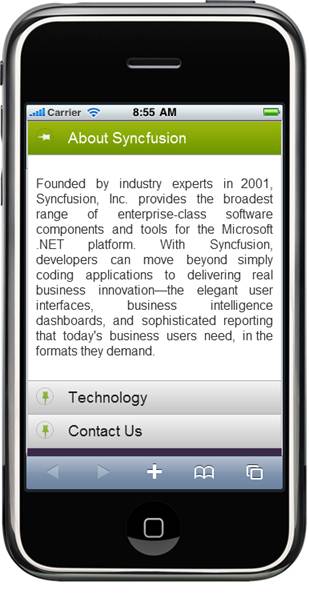 Carrier 8:55 AM
About Syncfusion
Founded by industry experts in 2001,
Syncfusion, Inc. provides the broadest
range of enterprise-class software
components and tools for the Microsoft
.NET platform. With Syncfusion,
developers can move beyond simply
coding applications to delivering real
business innovation—the elegant user
interfaces, business intelligence
dashboards, and sophisticated reporting
that today's business users need, in the
formats they demand.
Technology
Contact Us